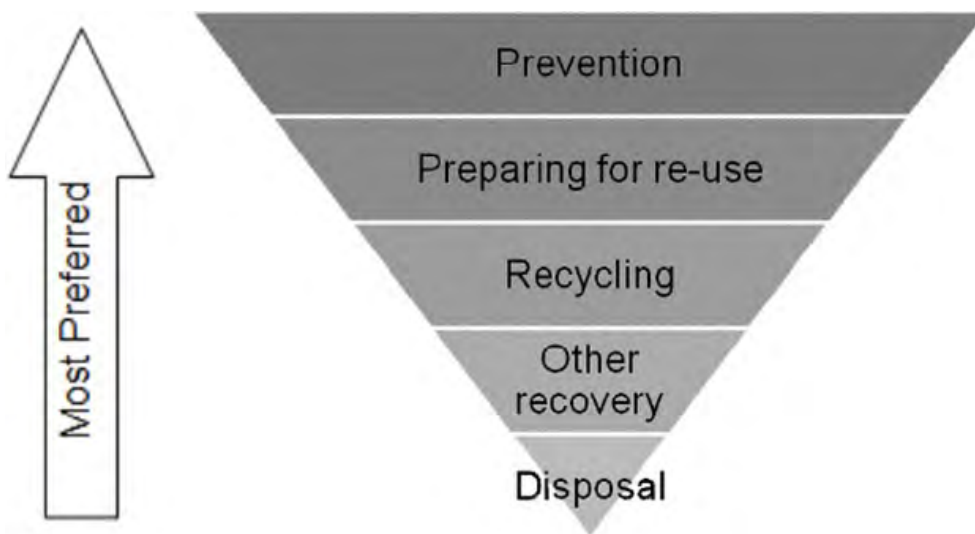 Most Preferred
Prevention
Preparing for re-use
Recycling
Other
recovery
Disposal